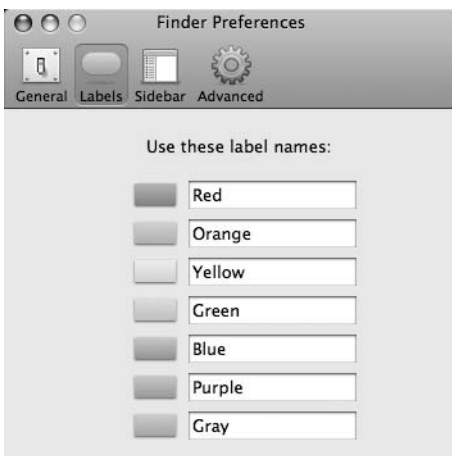 Finder Preferences
General Labels Sidebar Advanced
Use these label names:
Red
Orange
Yellow
Green
Blue
Purple
Gray